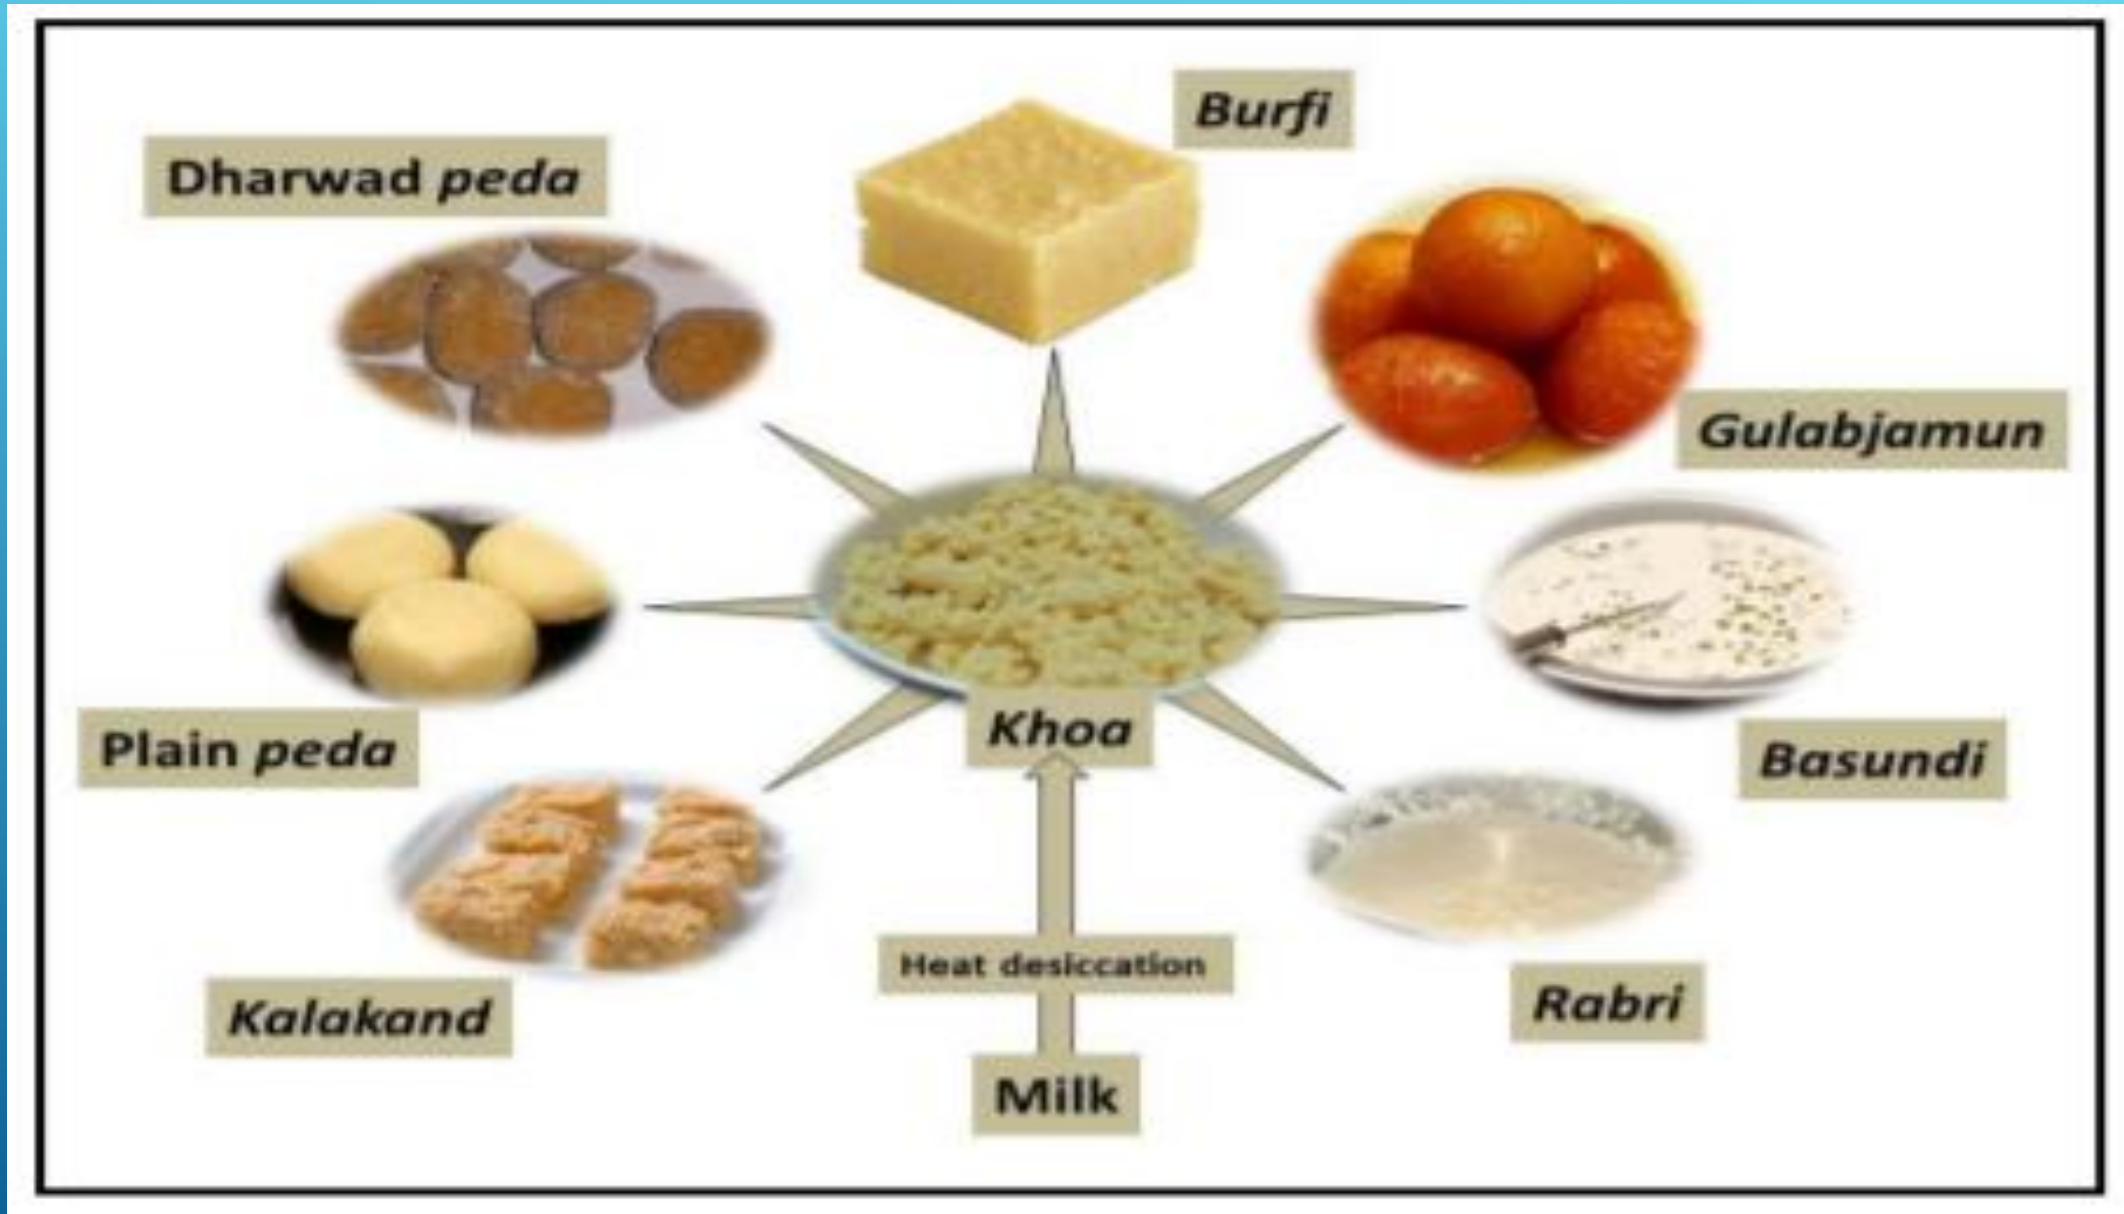 Burfi
Dharwad peda
Gulabjamun
Khoa
Plain peda
Basundi
Heat desiccation
Kalakand
Rabri
Milk